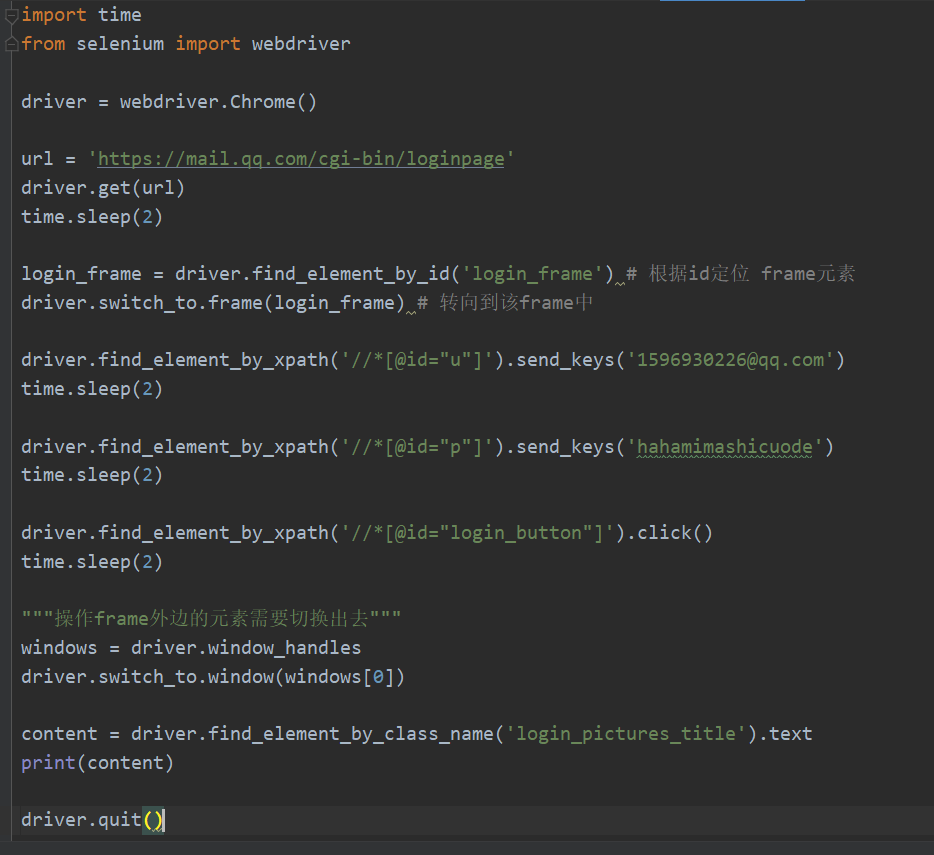 import time
from selenium import webdriver
driver = webdriver.Chrome()
url = 'https://mail.qq.com/cgi-bin/loginpage'
driver.get(url)
time.sleep(2)
login_frame = driver.find_element_by_id('login_frame') # 根据id定位 frame元素
driver.switch_to.frame(login_frame) # 转向到该frame中
driver.find_element_by_xpath('//*[@id="u"]').send_keys('1596930226@qq.com')
time.sleep(2)
driver.find_element_by_xpath('//*[@id="p"]').send_keys('hahamimashicuode')
time.sleep(2)
driver.find_element_by_xpath('//*[@id="login_button"]').click()
time.sleep(2)
"""操作frame外边的元素需要切换出去"""
windows = driver.window_handles
driver.switch_to.window(windows[0])
content = driver.find_element_by_class_name('login_pictures_title').text
print(content)
driver.quit()